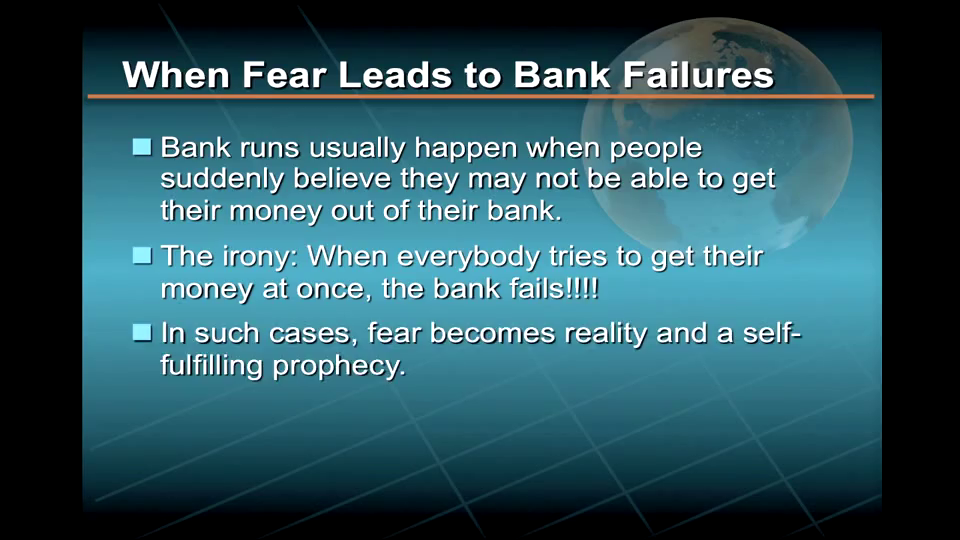 When Fear Leads to Bank Failures
Bank runs usually happen when people
suddenly believe they may not be able to get
their money out of their bank.
The irony: When everybody tries to get their
money at once, the bank fails!!!!
In such cases, fear becomes reality and a self-
fulfilling prophecy.